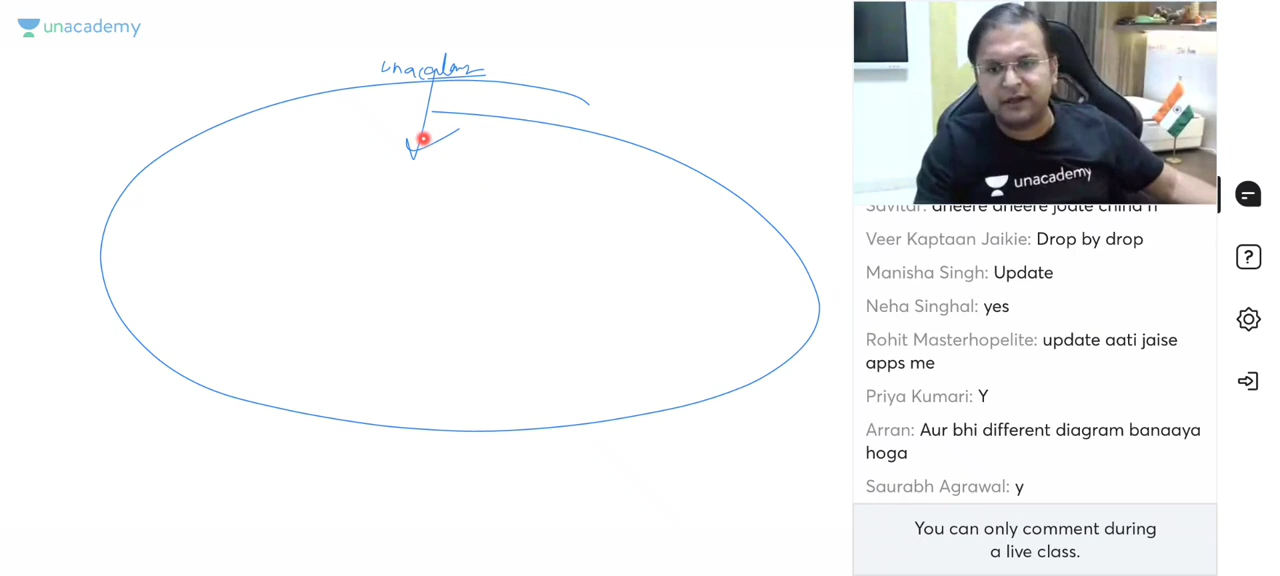 unacademy
unacademy
unacademy
dheere dheere
Veer Kaptaan Jaikie: Drop by drop
Manisha Singh: Update
Neha Singhal: yes
Rohit Masterhopelite: update aati jaise
apps me
Priya Kumari: Y
Arran: Aur bhi different diagram banaaya
hoga
Saurabh Agrawal: y
You can only comment during
a live class.